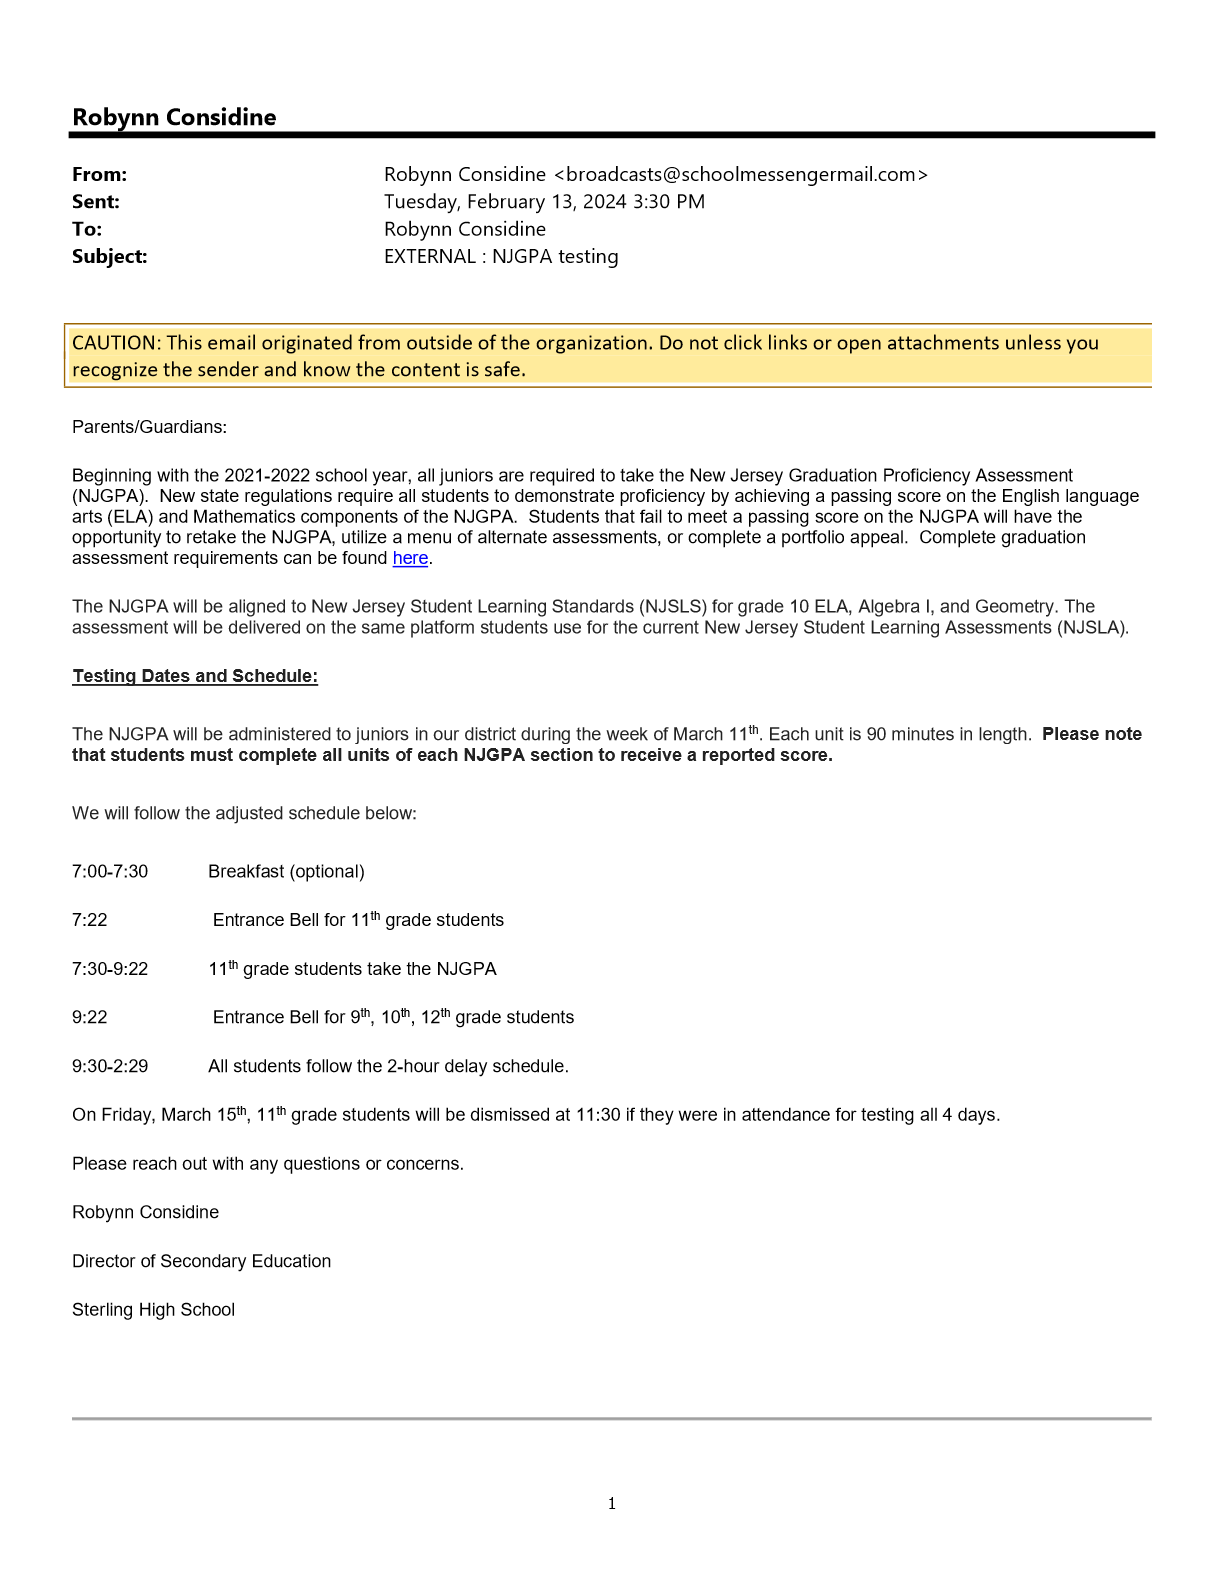 Robynn Considine
From: Robynn Considine <broadcasts@schoolmessengermail.com>
Sent: Tuesday, February 13, 2024 3:30 PM
To: Robynn Considine
Subject: EXTERNAL : NJGPA testing
CAUTION: This email originated from outside of the organization. Do not click links or open attachments unless you
recognize the sender and know the content is safe.
Parents/Guardians:
Beginning with the 2021-2022 school year, all juniors are required to take the New Jersey Graduation Proficiency Assessment
(NJGPA).  New state regulations require all students to demonstrate proficiency by achieving a passing score on the English language
arts (ELA) and Mathematics components of the NJGPA.  Students that fail to meet a passing score on the NJGPA will have the
opportunity to retake the NJGPA, utilize a menu of alternate assessments, or complete a portfolio appeal.  Complete graduation
assessment requirements can be found here.
The NJGPA will be aligned to New Jersey Student Learning Standards (NJSLS) for grade 10 ELA, Algebra I, and Geometry. The
assessment will be delivered on the same platform students use for the current New Jersey Student Learning Assessments (NJSLA).
Testing Dates and Schedule:
The NJGPA will be administered to juniors in our district during the week of March 11th. Each unit is 90 minutes in length.  Please note
that students must complete all units of each NJGPA section to receive a reported score.
We will follow the adjusted schedule below:
7:00-7:30 Breakfast (optional)
7:22 Entrance Bell for 11th grade students
7:30-9:22 11th grade students take the NJGPA
9:22 Entrance Bell for 9th, 10th, 12th grade students
9:30-2:29 All students follow the 2-hour delay schedule.
On Friday, March 15th, 11th grade students will be dismissed at 11:30 if they were in attendance for testing all 4 days.
Please reach out with any questions or concerns.
Robynn Considine
Director of Secondary Education
Sterling High School
1